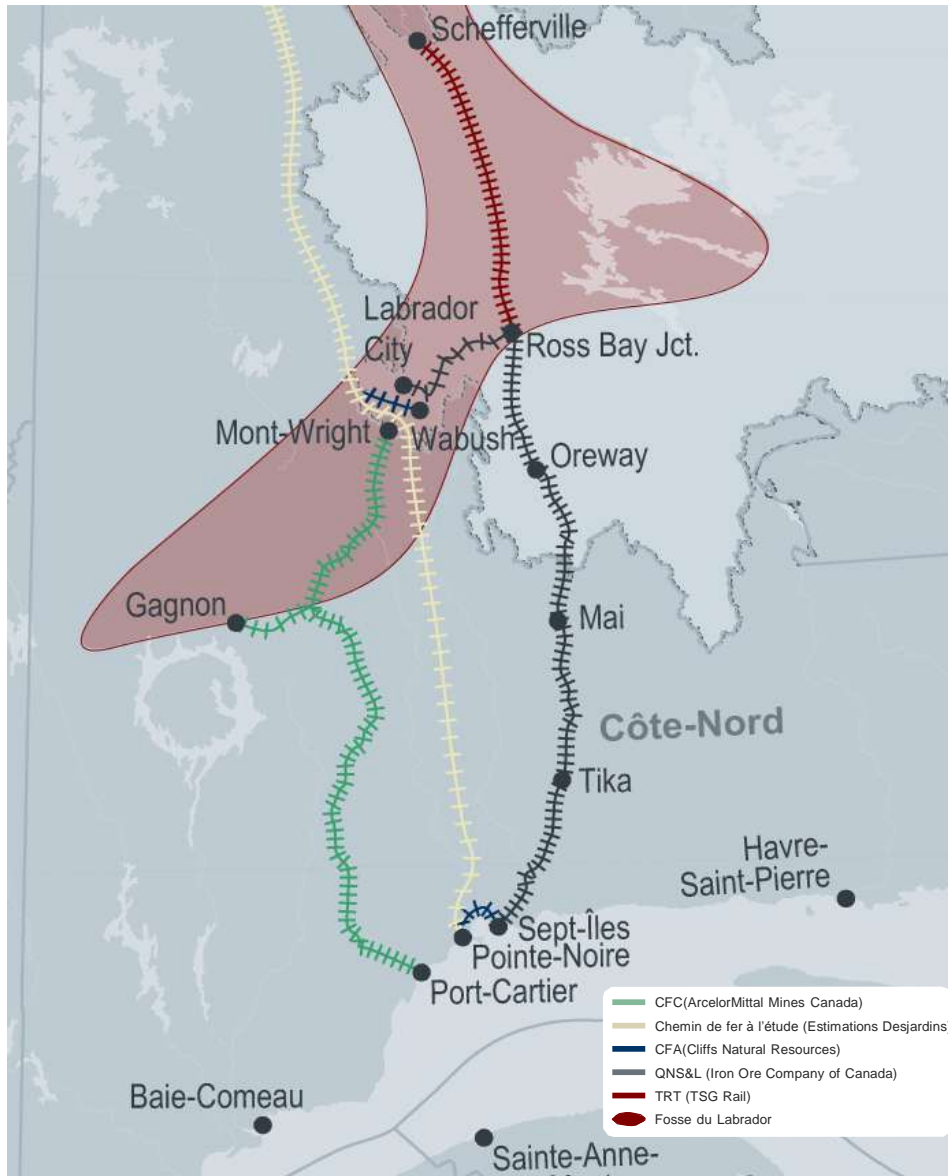 Schefferville
Labrador
City
Ross Bay Jct.
Mont-Wright
Wabush
Oreway
Gagnon
Mai
Côte-Nord
Tika
Havre-
Saint-Pierre
Sept-Îles
Pointe-Noire
Port-Cartier
CFC(ArcelorMittal Mines Canada)
Chemin de fer à l'étude (Estimations Desjardins)
CFA(Cliffs Natural Resources)
QNS&L (Iron Ore Company of Canada)
TRT (TSG Rail)
Fosse du Labrador
Baie-Comeau
Sainte-Anne-